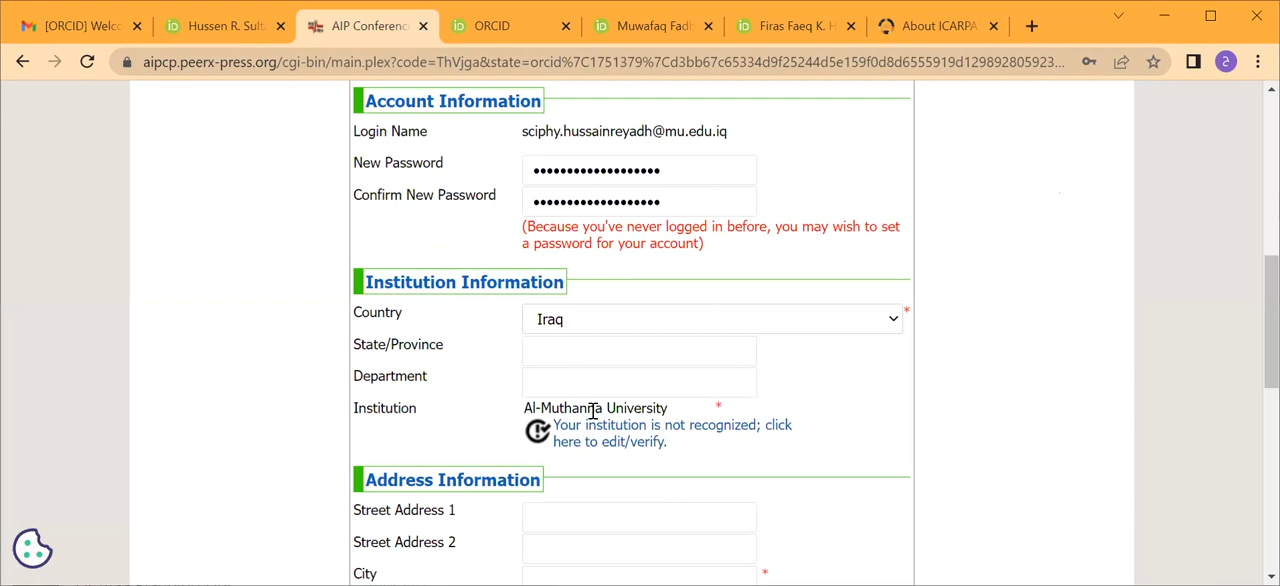 [ORCID] Welco
Hussen R. Sulta
AIP Conferenc
ORCID
Muwafaq Fadh
Firas Faeq K. H
About ICARPA
aipcp.peerx-press.org/cgi-bin/main.plex?code=ThVjga&state=orcid%7C1751379%7Cd3bb67c65334d9f25244d5e159f0d8d6555919d129892805923...
2
Account Information
Login Name sciphy.hussainreyadh@mu.edu.iq
New Password •••••••••••••••••••
Confirm New Password •••••••••••••••••••
(Because you've never logged in before, you may wish to set
a password for your account)
Institution Information
Country Iraq *
State/Province
Department
Institution Al-Muthanna University *
Your institution is not recognized; click
here to edit/verify.
Address Information
Street Address 1
Street Address 2
City *